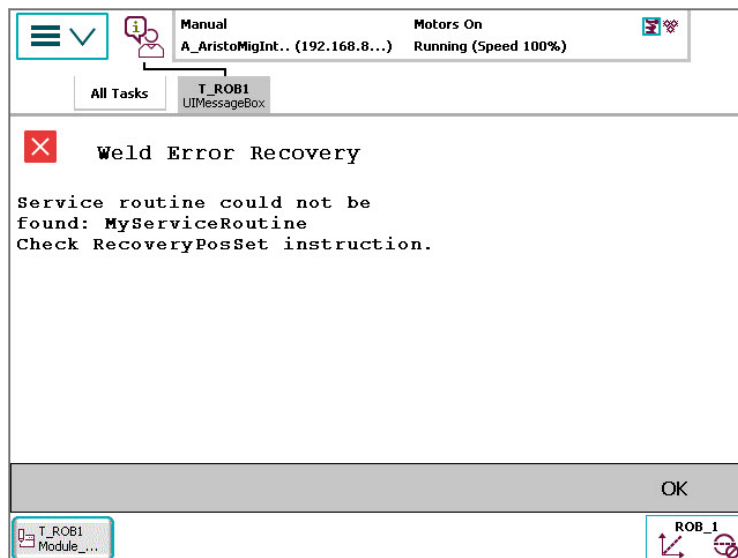 Manual
Motors On
A_AristoMigInt.. (192.168.8...)
Running (Speed 100%)
All Tasks
T_ROB1
UIMessageBox
Weld Error Recovery
Service routine could not be
found: MyServiceRoutine
Check RecoveryPosSet instruction.
OK
T_ROB1
Module_...
ROB_1